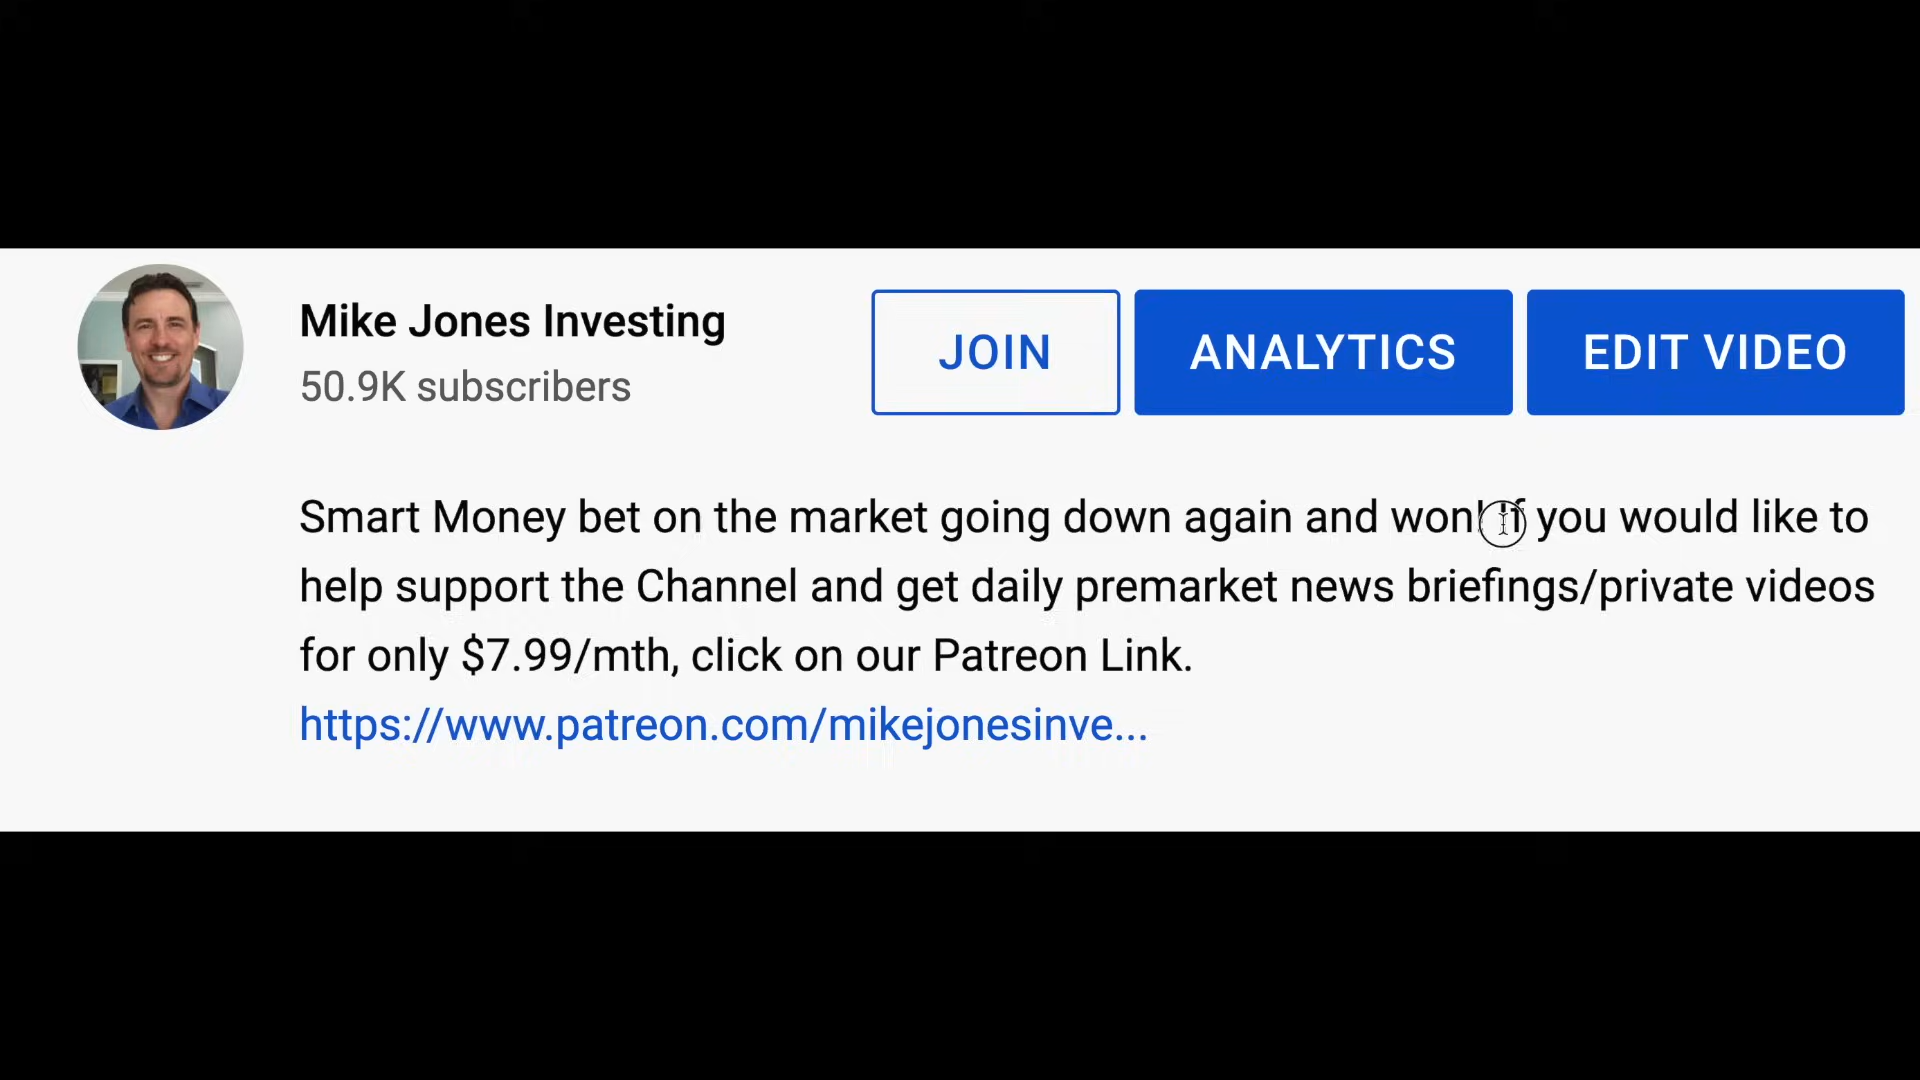 Mike Jones Investing
50.9K subscribers
JOIN
ANALYTICS
EDIT VIDEO
Smart Money bet on the market going down again and won! If you would like to
help support the Channel and get daily premarket news briefings/private videos
for only $7.99/mth, click on our Patreon Link.
https://www.patreon.com/mikejonesinve...